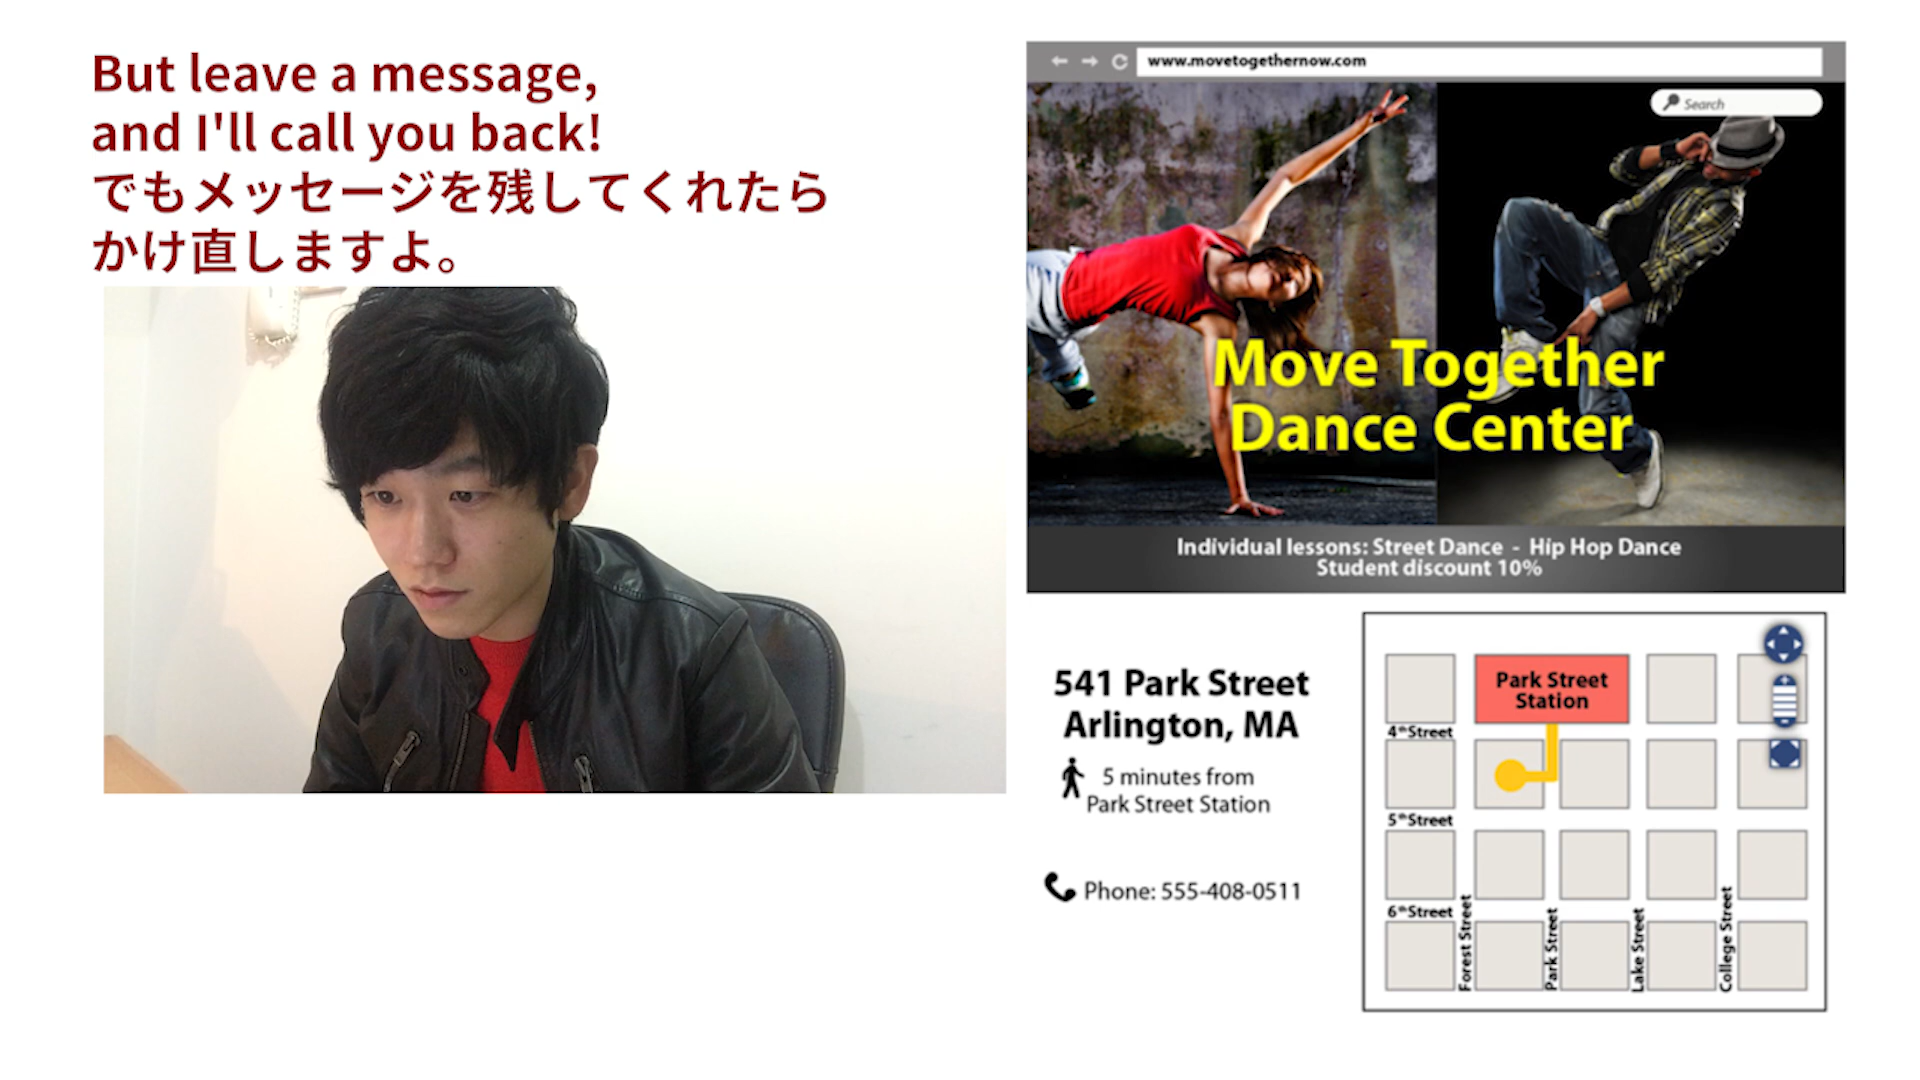 But leave a message,
and I'll call you back!
でもメッセージを残してくれたら
かけ直しますよ。
www.movetogethernow.com
Search
Move Together
Dance Center
Individual lessons: Street Dance - Hip Hop Dance
Student discount 10%
541 Park Street
Arlington, MA
5 minutes from
Park Street Station
Phone: 555-408-0511
Park Street
Station
4th Street
5th Street
6th Street
Forest Street
Park Street
Lake Street
College Street